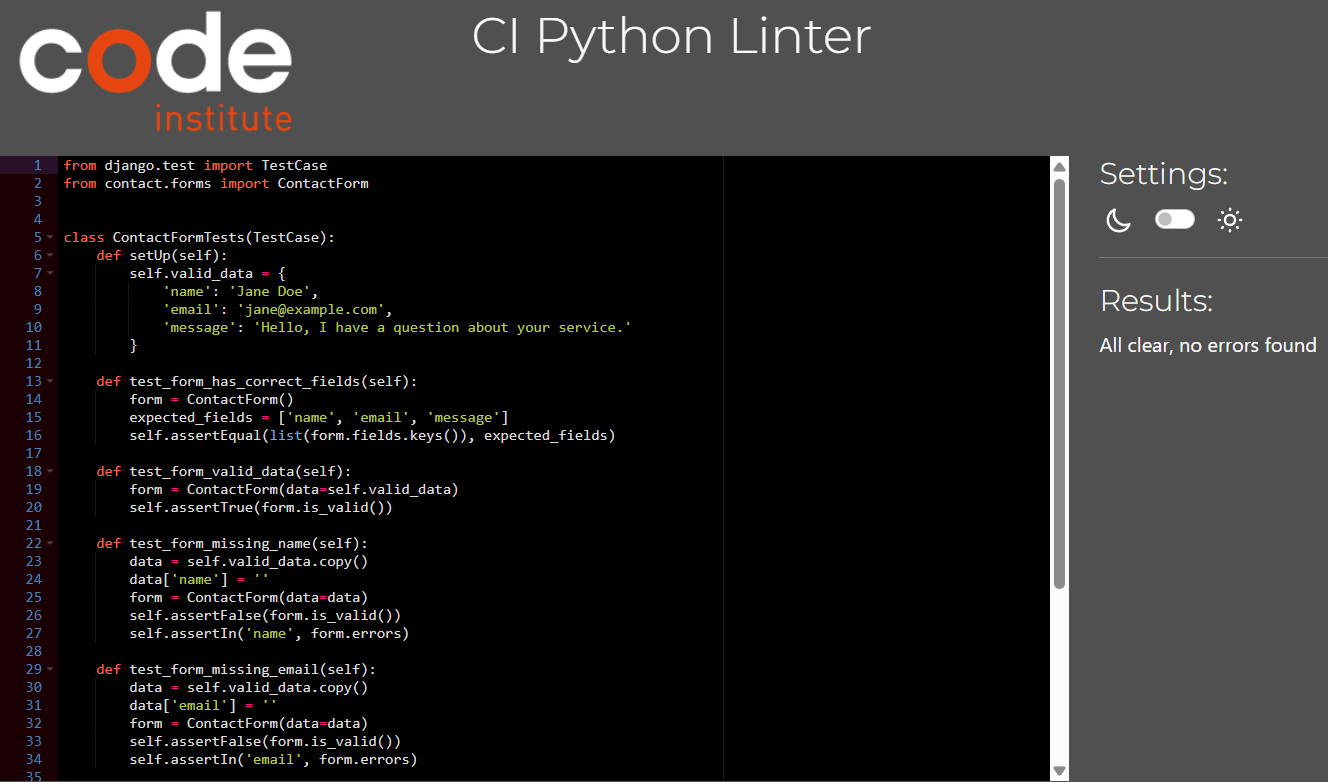 code
institute
CI Python Linter
1 from django.test import TestCase
2 from contact.forms import ContactForm
3
4
5 class ContactFormTests(TestCase):
6     def setUp(self):
7         self.valid_data = {
8             'name': 'Jane Doe',
9             'email': 'jane@example.com',
10             'message': 'Hello, I have a question about your service.'
11         }
12
13     def test_form_has_correct_fields(self):
14         form = ContactForm()
15         expected_fields = ['name', 'email', 'message']
16         self.assertEqual(list(form.fields.keys()), expected_fields)
17
18     def test_form_valid_data(self):
19         form = ContactForm(data=self.valid_data)
20         self.assertTrue(form.is_valid())
21
22     def test_form_missing_name(self):
23         data = self.valid_data.copy()
24         data['name'] = ''
25         form = ContactForm(data=data)
26         self.assertFalse(form.is_valid())
27         self.assertIn('name', form.errors)
28
29     def test_form_missing_email(self):
30         data = self.valid_data.copy()
31         data['email'] = ''
32         form = ContactForm(data=data)
33         self.assertFalse(form.is_valid())
34         self.assertIn('email', form.errors)
35
Settings:
Results:
All clear, no errors found